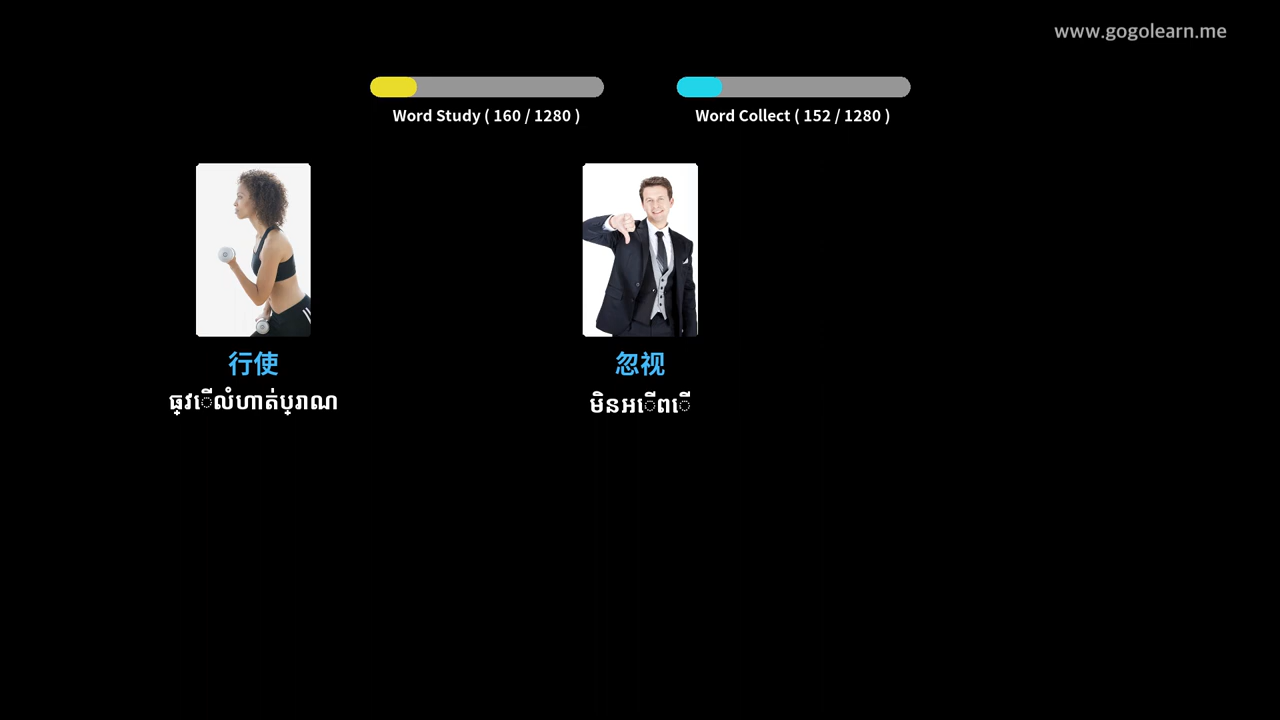 www.gogolearn.me
Word Study ( 160 / 1280 )
Word Collect ( 152 / 1280 )
行使
忽视
ធ្វើលំហាត់ប្រាណ
មិនអើពើ